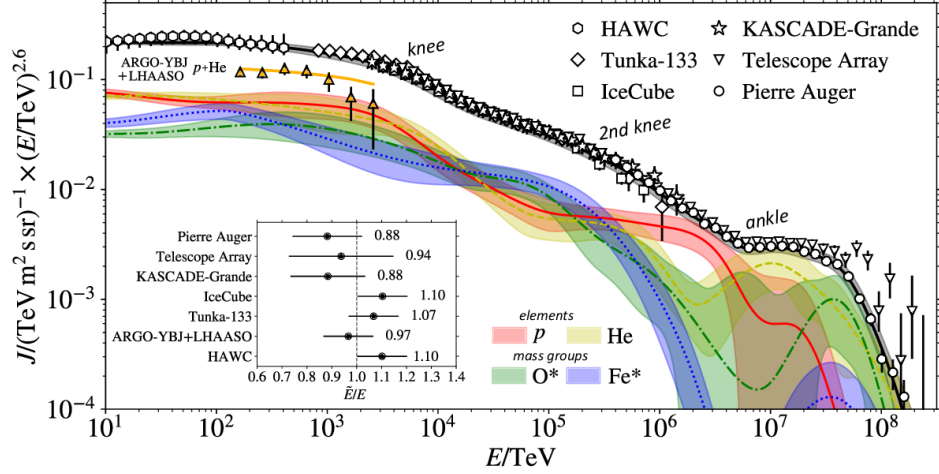 HAWC
KASCADE-Grande
Tunka-133
Telescope Array
IceCube
Pierre Auger
knee
2nd knee
ankle
ARGO-YBJ
+LHAASO p+He
J/(TeV m² s sr)⁻¹ × (E/TeV)²·⁶
10⁻¹
10⁻²
10⁻³
10⁻⁴
Pierre Auger 0.88
Telescope Array 0.94
KASCADE-Grande 0.88
IceCube 1.10
Tunka-133 1.07
ARGO-YBJ+LHAASO 0.97
HAWC 1.10
0.6 0.8 0.9 1.0 1.1 1.2 1.4
Ẽ/E
elements
p He
mass groups
O* Fe*
10¹ 10² 10³ 10⁴ 10⁵ 10⁶ 10⁷ 10⁸
E/TeV